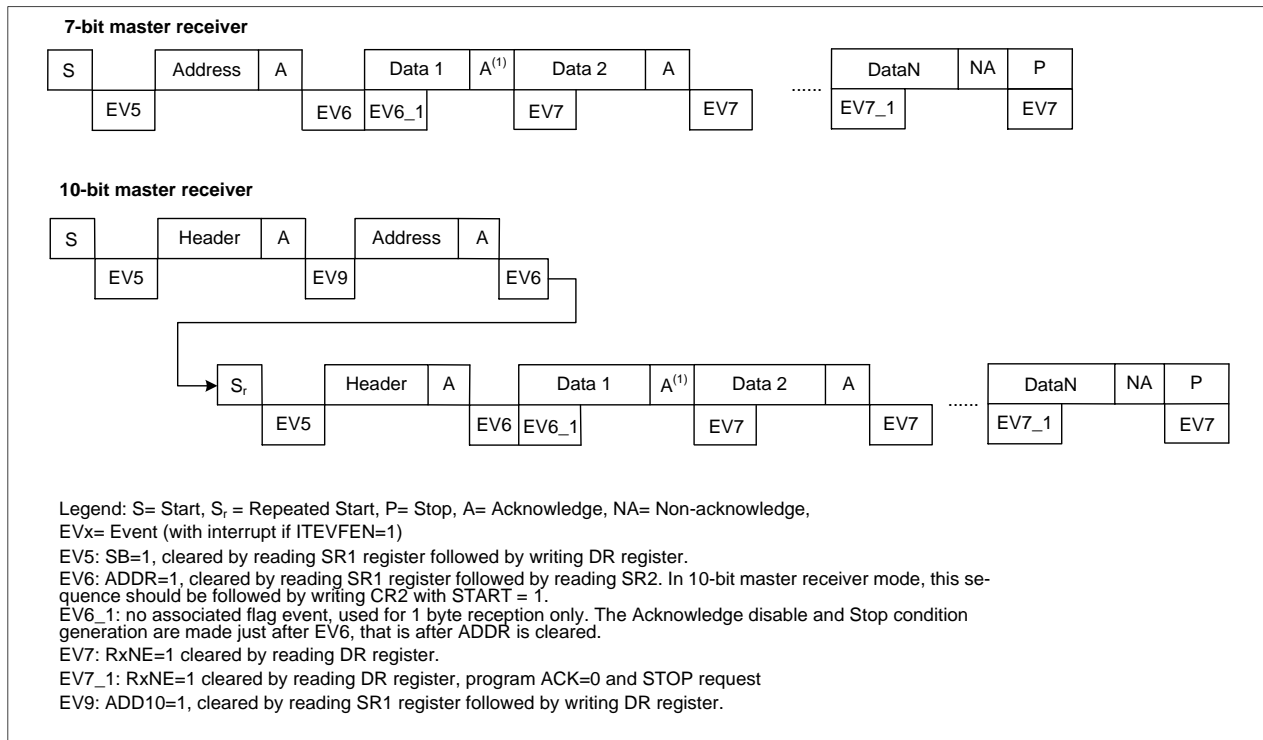 7-bit master receiver
S Address A Data 1 A(1) Data 2 A ...... DataN NA P
EV5 EV6 EV6_1 EV7 EV7 EV7_1 EV7
10-bit master receiver
S Header A Address A
EV5 EV9 EV6
Sr Header A Data 1 A(1) Data 2 A ...... DataN NA P
EV5 EV6 EV6_1 EV7 EV7 EV7_1 EV7
Legend: S= Start, Sr = Repeated Start, P= Stop, A= Acknowledge, NA= Non-acknowledge,
EVx= Event (with interrupt if ITEVFEN=1)
EV5: SB=1, cleared by reading SR1 register followed by writing DR register.
EV6: ADDR=1, cleared by reading SR1 register followed by reading SR2. In 10-bit master receiver mode, this se-
quence should be followed by writing CR2 with START = 1.
EV6_1: no associated flag event, used for 1 byte reception only. The Acknowledge disable and Stop condition
generation are made just after EV6, that is after ADDR is cleared.
EV7: RxNE=1 cleared by reading DR register.
EV7_1: RxNE=1 cleared by reading DR register, program ACK=0 and STOP request
EV9: ADD10=1, cleared by reading SR1 register followed by writing DR register.